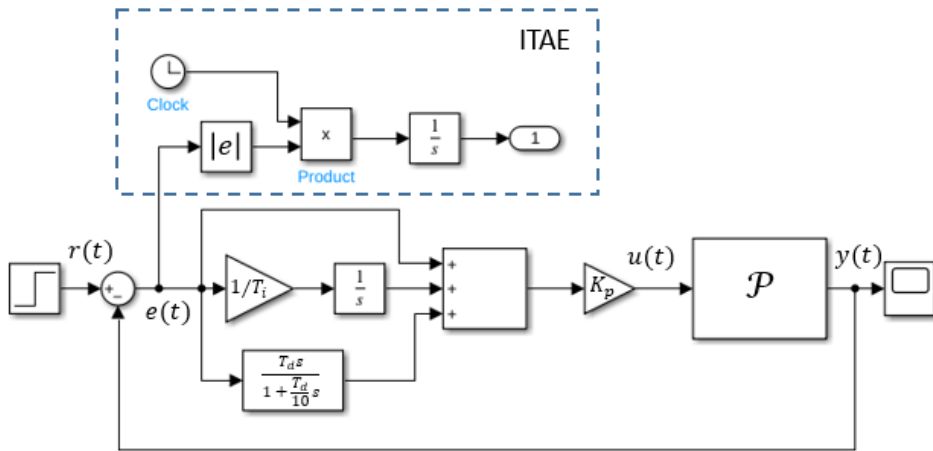 ITAE
Clock
|e|
x
Product
1/s
1
r(t)
+
−
e(t)
1/T_i
1/s
+
+
+
K_p
u(t)
𝒫
y(t)
T_d s
1 + T_d/10 s